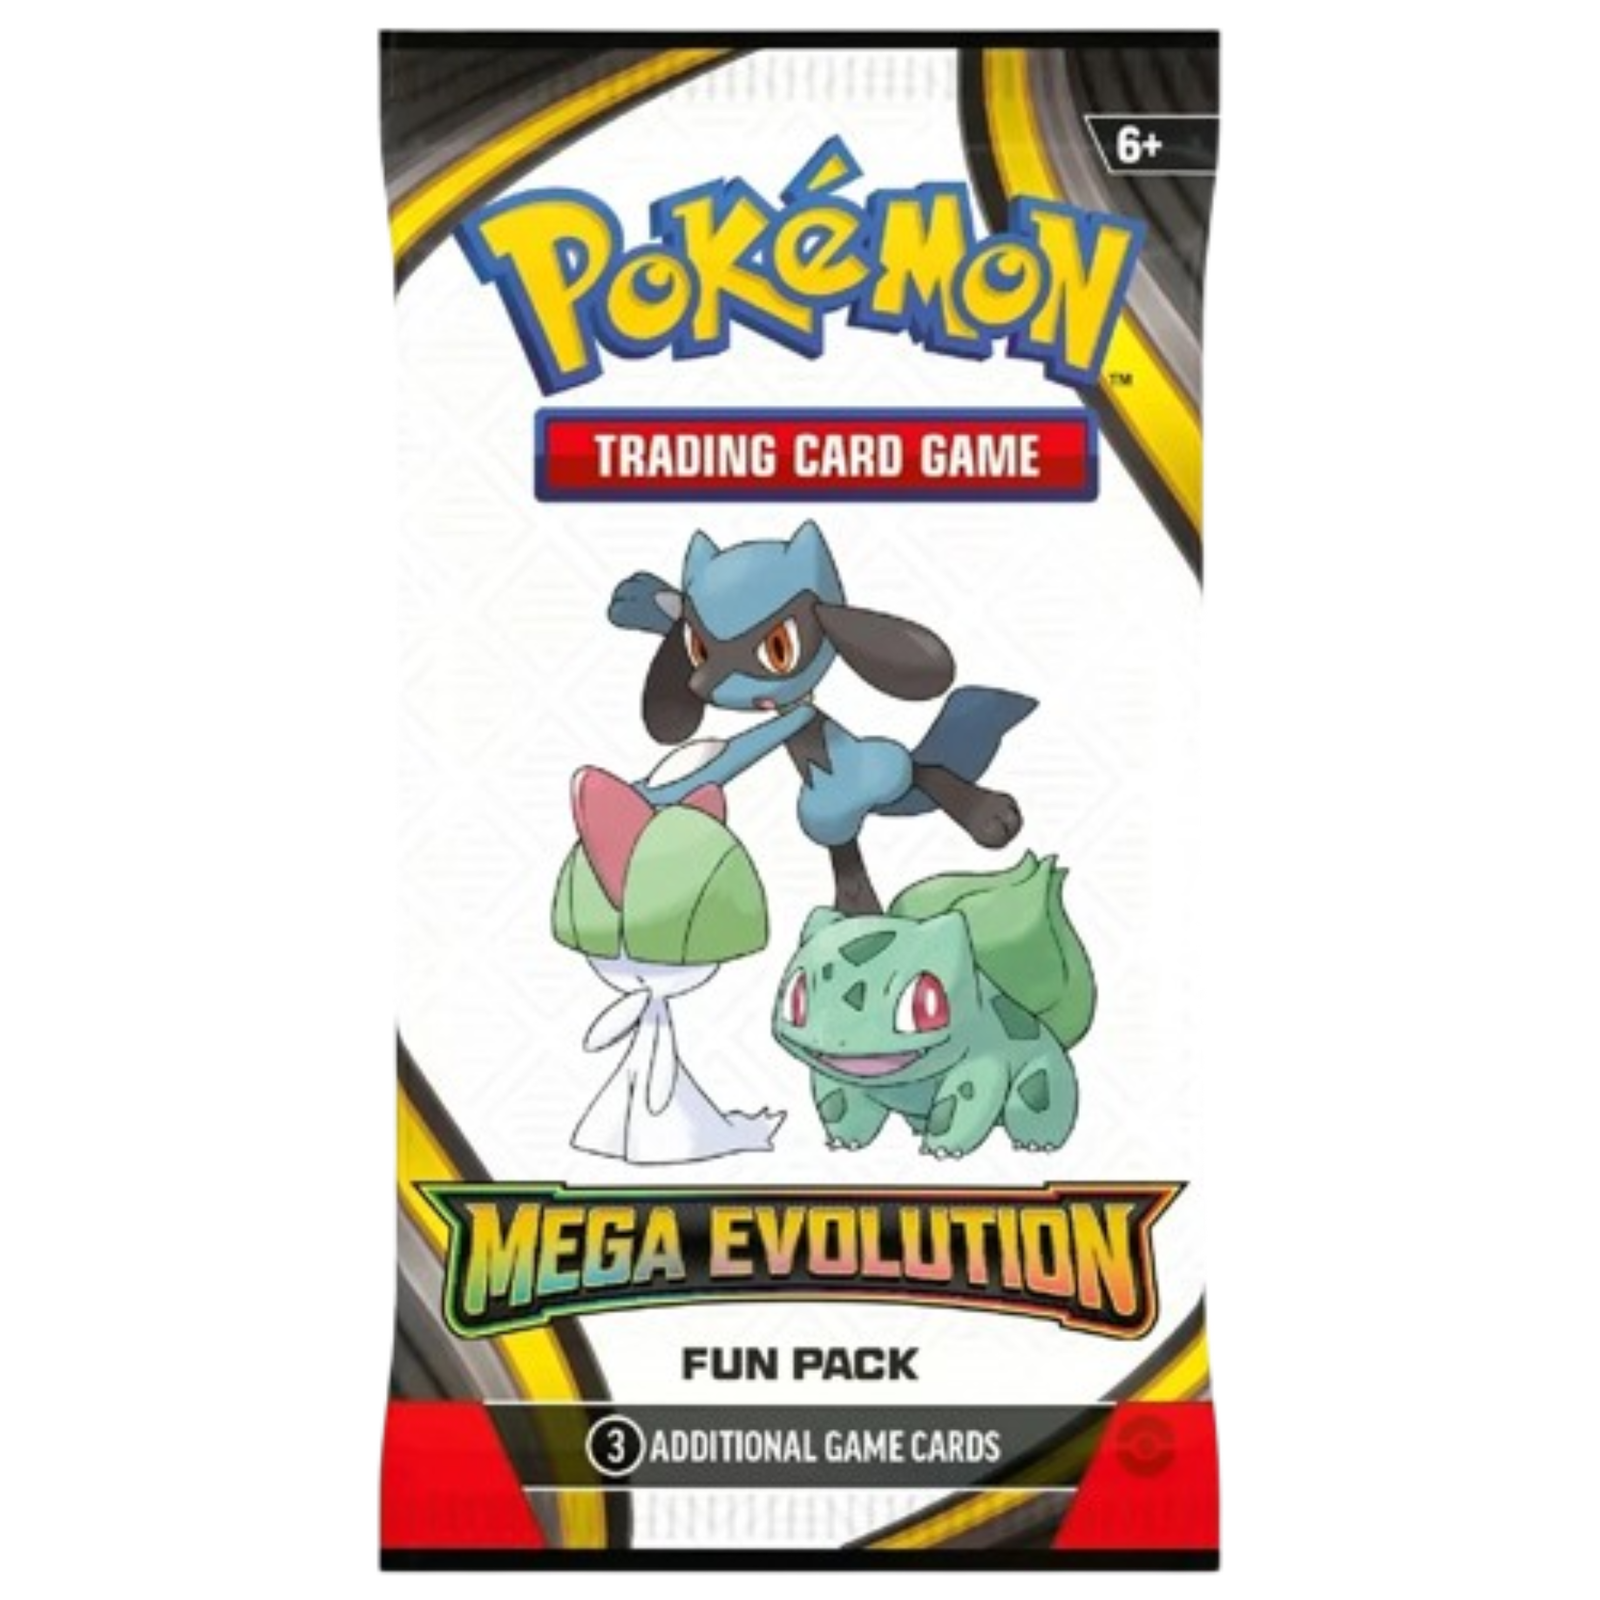 6+
POKéMON
TM
TRADING CARD GAME
MEGA EVOLUTION
FUN PACK
3 ADDITIONAL GAME CARDS